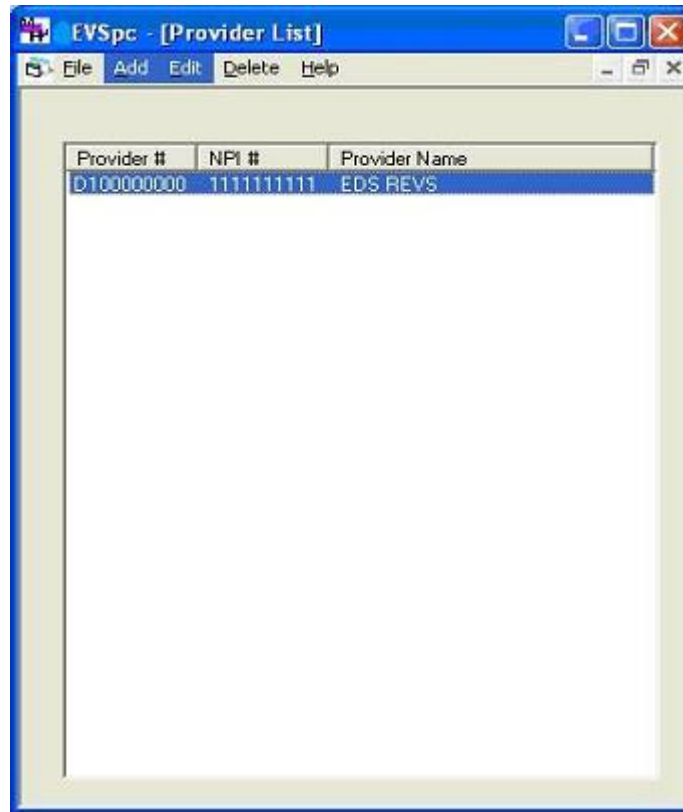 EVSpc - [Provider List]
File Add Edit Delete Help
Provider # NPI # Provider Name
D100000000 1111111111 EDS REVS